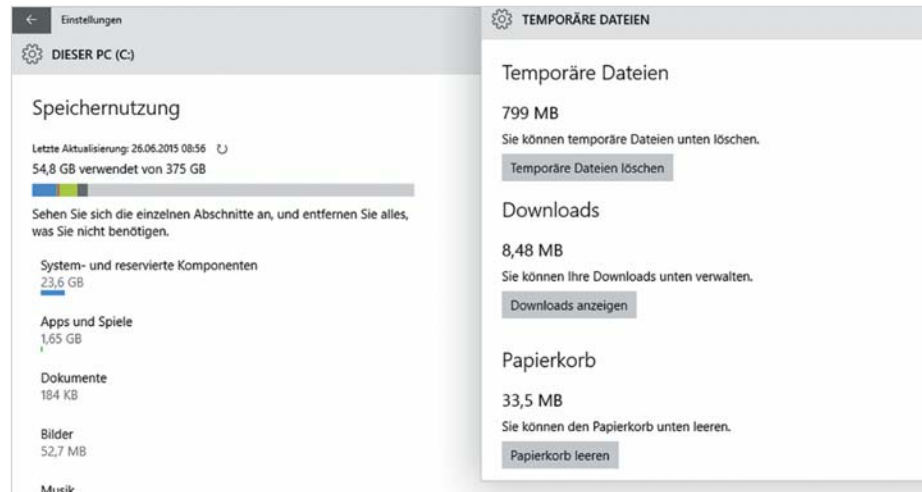 Einstellungen
DIESER PC (C:)
Speichernutzung
Letzte Aktualisierung: 26.06.2015 08:56
54,8 GB verwendet von 375 GB
Sehen Sie sich die einzelnen Abschnitte an, und entfernen Sie alles,
was Sie nicht benötigen.
System- und reservierte Komponenten
23,6 GB
Apps und Spiele
1,65 GB
Dokumente
184 KB
Bilder
52,7 MB
Musik
TEMPORÄRE DATEIEN
Temporäre Dateien
799 MB
Sie können temporäre Dateien unten löschen.
Temporäre Dateien löschen
Downloads
8,48 MB
Sie können Ihre Downloads unten verwalten.
Downloads anzeigen
Papierkorb
33,5 MB
Sie können den Papierkorb unten leeren.
Papierkorb leeren